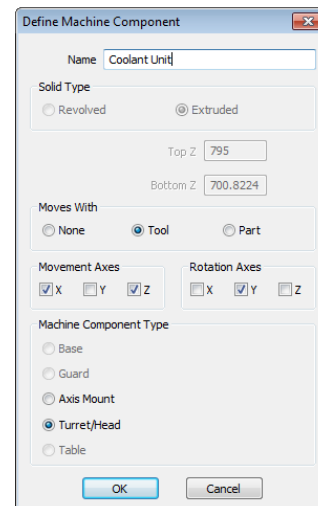 Define Machine Component
Name Coolant Unit
Solid Type
Revolved Extruded
Top Z 795
Bottom Z 700.8224
Moves With
None Tool Part
Movement Axes Rotation Axes
X Y Z X Y Z
Machine Component Type
Base
Guard
Axis Mount
Turret/Head
Table
OK Cancel